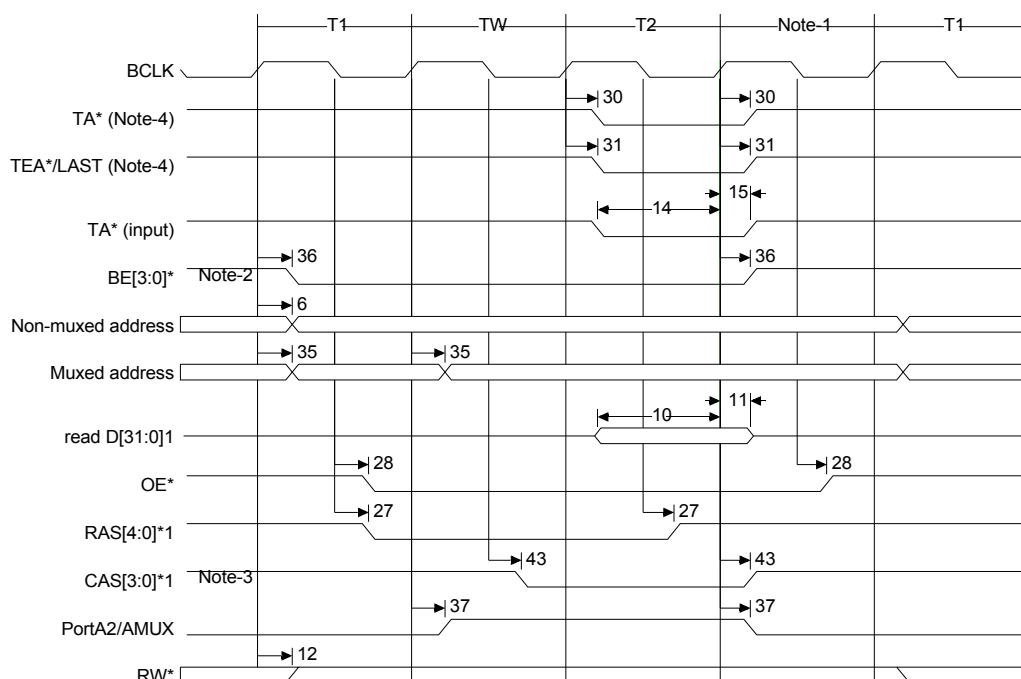 T1 TW T2 Note-1 T1
BCLK
30 30
TA* (Note-4)
31 31
TEA*/LAST (Note-4)
15
14
TA* (input)
36 36
BE[3:0]* Note-2
6
Non-muxed address
35 35
Muxed address
11
10
read D[31:0]1
28 28
OE*
27 27
RAS[4:0]*1
43 43
CAS[3:0]*1 Note-3
37 37
PortA2/AMUX
12
RW*